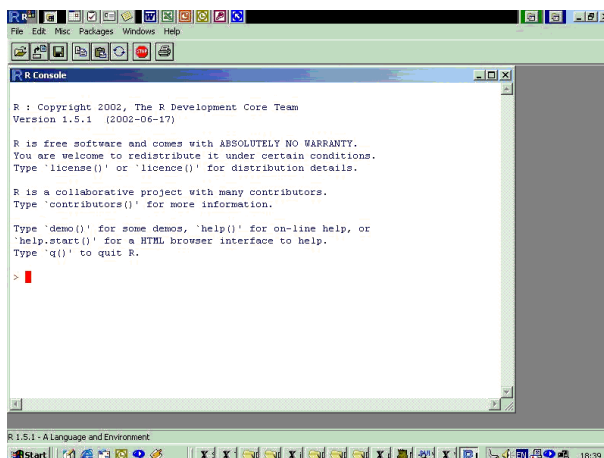 File Edit Misc Packages Windows Help
R Console
R : Copyright 2002, The R Development Core Team
Version 1.5.1 (2002-06-17)
R is free software and comes with ABSOLUTELY NO WARRANTY.
You are welcome to redistribute it under certain conditions.
Type `license()' or `licence()' for distribution details.
R is a collaborative project with many contributors.
Type `contributors()' for more information.
Type `demo()' for some demos, `help()' for on-line help, or
`help.start()' for a HTML browser interface to help.
Type `q()' to quit R.
>
R 1.5.1 - A Language and Environment
Start EN 18:39